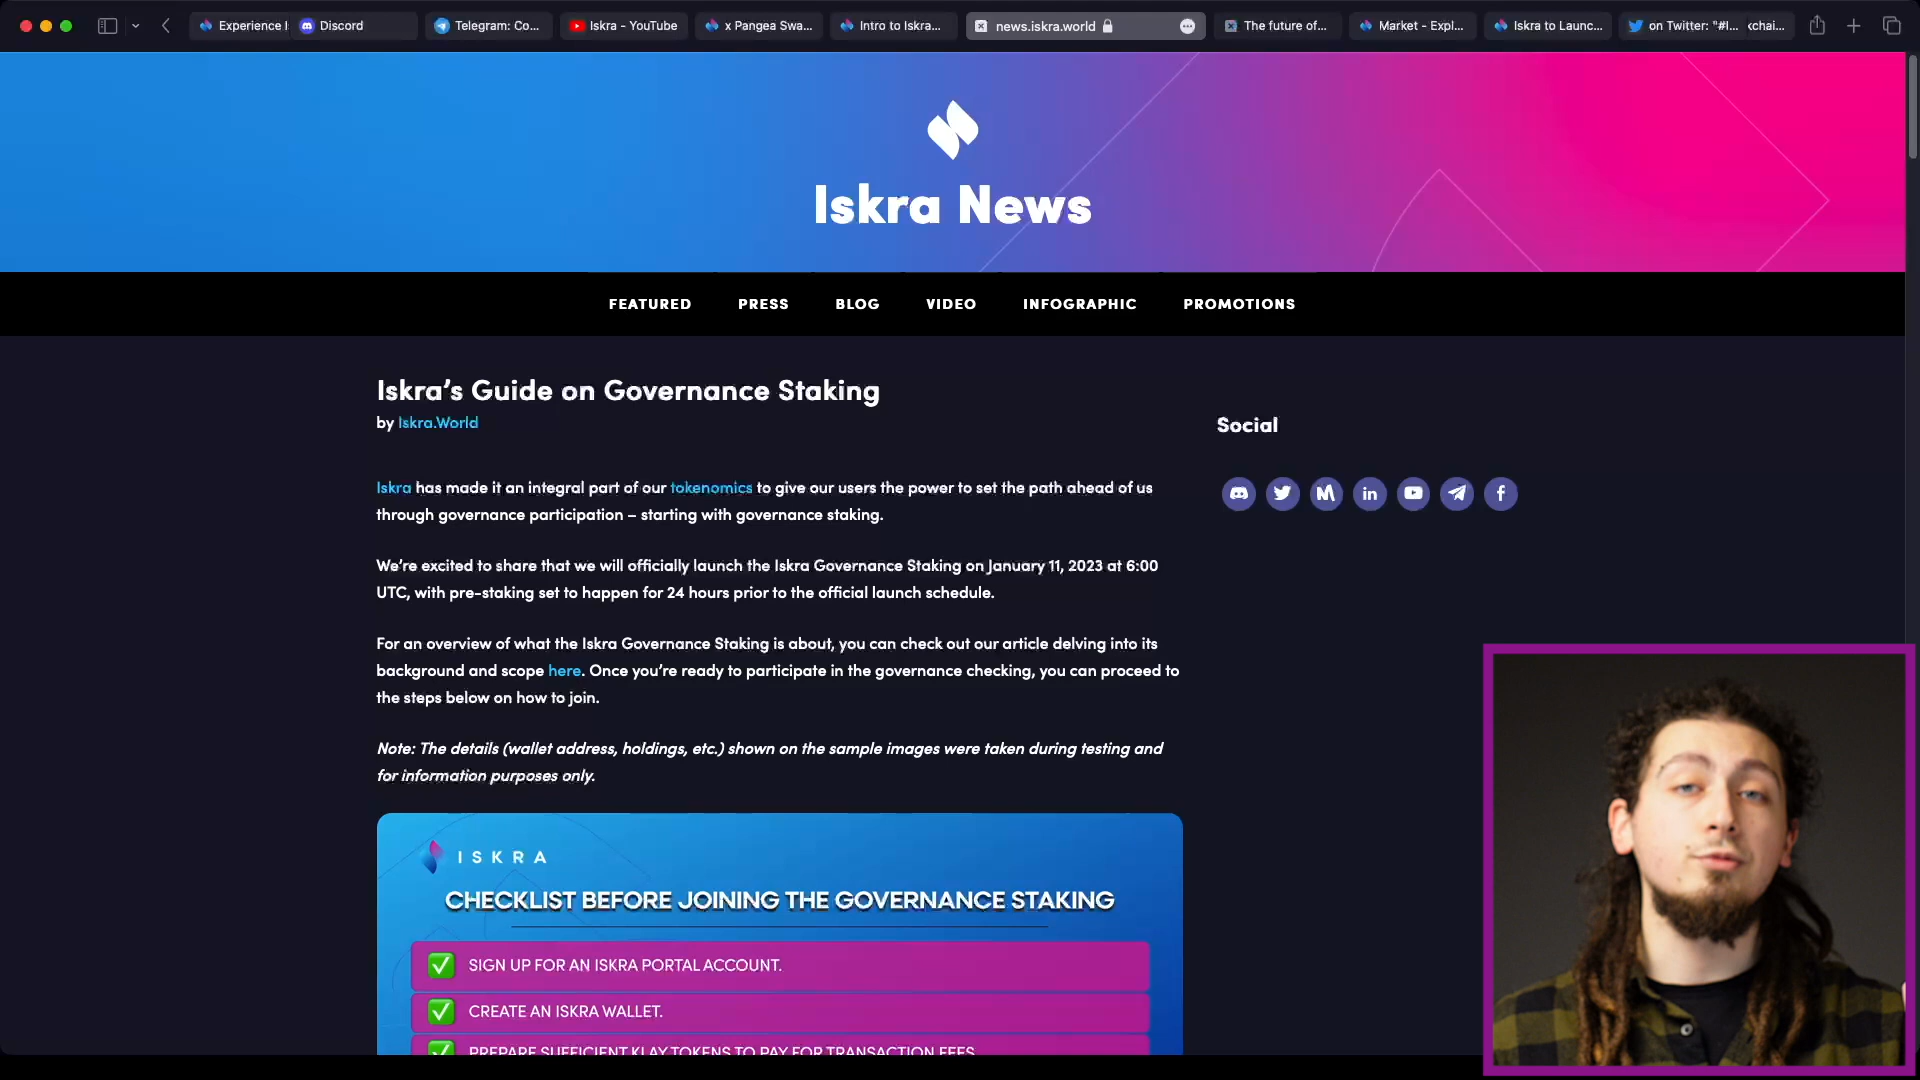 Experience I
Discord
Telegram: Co...
Iskra - YouTube
x Pangea Swa...
Intro to Iskra...
news.iskra.world
The future of...
Market - Expl...
Iskra to Launc...
on Twitter: "#I...
kchai...
Iskra News
FEATURED PRESS BLOG VIDEO INFOGRAPHIC PROMOTIONS
Iskra's Guide on Governance Staking
by Iskra.World
Social
Iskra has made it an integral part of our tokenomics to give our users the power to set the path ahead of us
through governance participation – starting with governance staking.
We're excited to share that we will officially launch the Iskra Governance Staking on January 11, 2023 at 6:00
UTC, with pre-staking set to happen for 24 hours prior to the official launch schedule.
For an overview of what the Iskra Governance Staking is about, you can check out our article delving into its
background and scope here. Once you're ready to participate in the governance checking, you can proceed to
the steps below on how to join.
Note: The details (wallet address, holdings, etc.) shown on the sample images were taken during testing and
for information purposes only.
ISKRA
CHECKLIST BEFORE JOINING THE GOVERNANCE STAKING
SIGN UP FOR AN ISKRA PORTAL ACCOUNT.
CREATE AN ISKRA WALLET.
PREPARE SUFFICIENT KLAY TOKENS TO PAY FOR TRANSACTION FEES